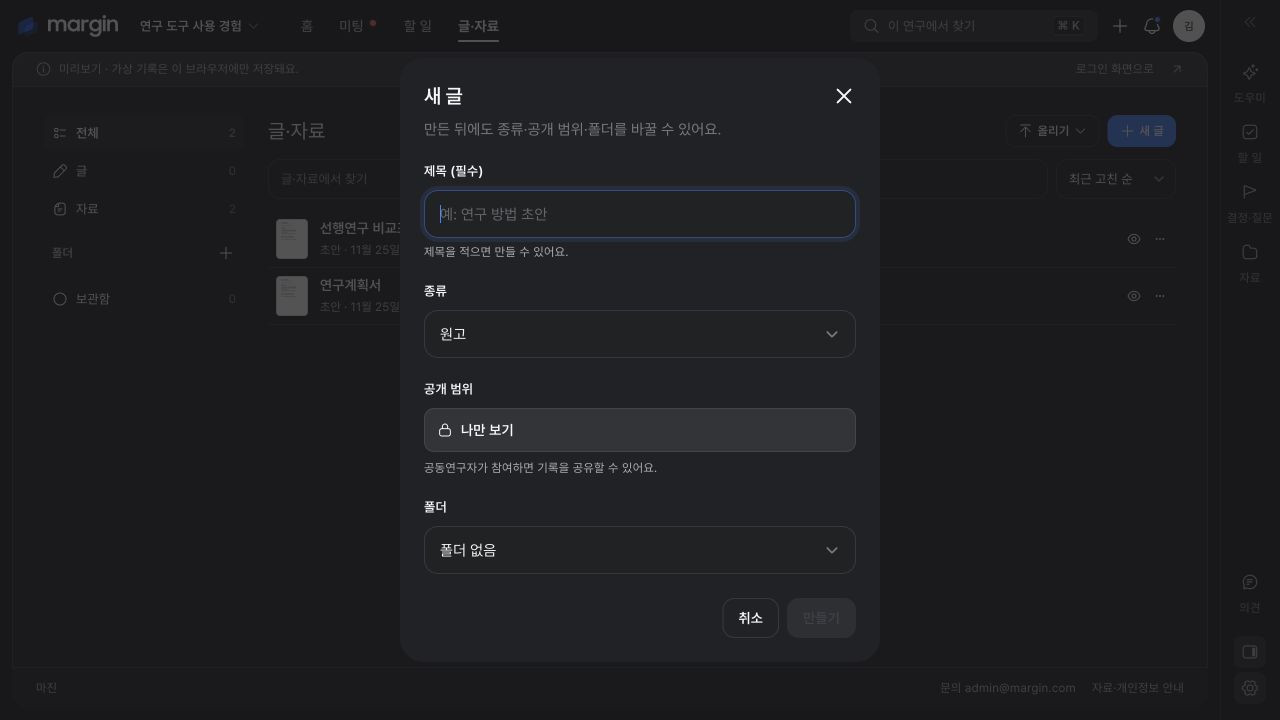 margin
연구 도구 사용 경험
홈
미팅
할 일
글·자료
이 연구에서 찾기
⌘ K
김
미리보기 · 가상 기록은 이 브라우저에만 저장돼요.
로그인 화면으로
전체 2
글 0
자료 2
폴더
보관함 0
글·자료
올리기
새 글
글·자료에서 찾기
최근 고친 순
선행연구 비교
초안 · 11월 25일
연구계획서
초안 · 11월 25일
새 글
만든 뒤에도 종류·공개 범위·폴더를 바꿀 수 있어요.
제목 (필수)
예: 연구 방법 초안
제목을 적으면 만들 수 있어요.
종류
원고
공개 범위
나만 보기
공동연구자가 참여하면 기록을 공유할 수 있어요.
폴더
폴더 없음
취소
만들기
도우미
할 일
결정·질문
자료
의견
마진
문의 admin@margin.com
자료·개인정보 안내